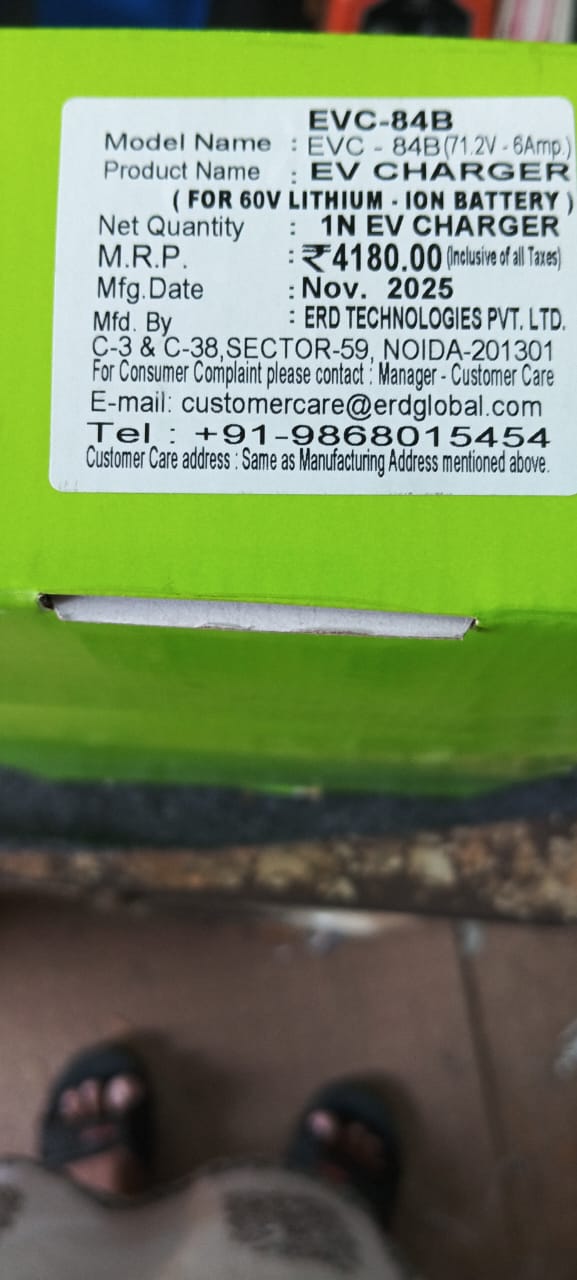 EVC-84B
Model Name : EVC - 84B(71.2V - 6Amp.)
Product Name : EV CHARGER
( FOR 60V LITHIUM - ION BATTERY )
Net Quantity : 1N EV CHARGER
M.R.P. : ₹4180.00 (Inclusive of all Taxes)
Mfg.Date : Nov. 2025
Mfd. By : ERD TECHNOLOGIES PVT. LTD.
C-3 & C-38,SECTOR-59, NOIDA-201301
For Consumer Complaint please contact : Manager - Customer Care
E-mail: customercare@erdglobal.com
Tel : +91-9868015454
Customer Care address : Same as Manufacturing Address mentioned above.